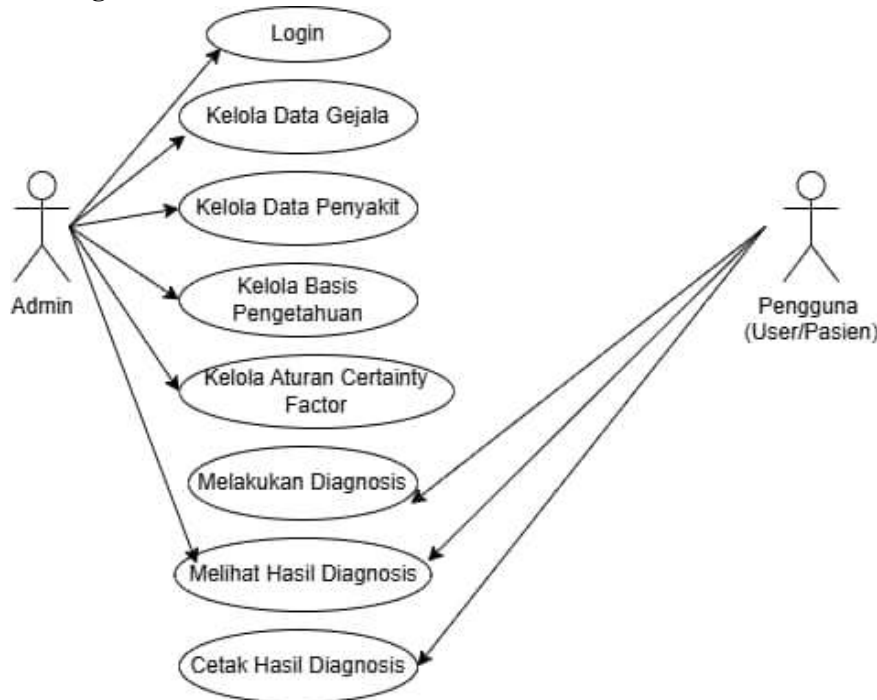 Login
Kelola Data Gejala
Kelola Data Penyakit
Kelola Basis
Pengetahuan
Kelola Aturan Certainty
Factor
Melakukan Diagnosis
Melihat Hasil Diagnosis
Cetak Hasil Diagnosis
Admin
Pengguna
(User/Pasien)